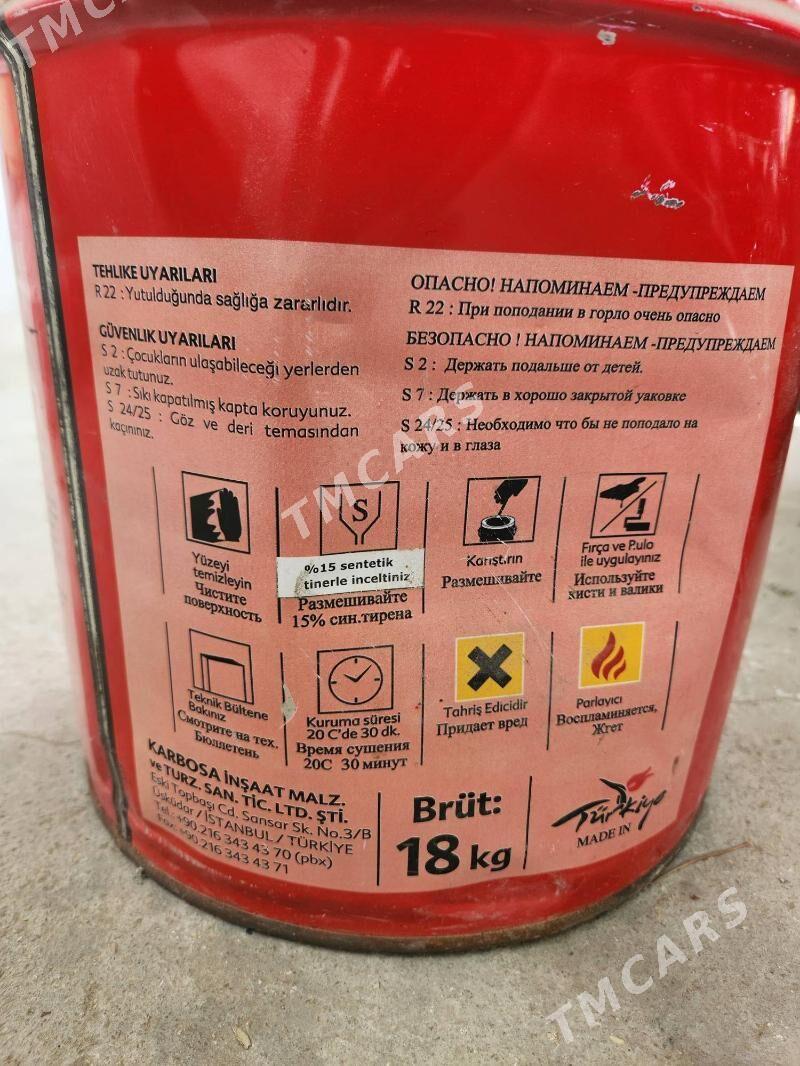 TMCARS
TEHLIKE UYARILARI
R 22 : Yutulduğunda sağlığa zararlıdır.
GÜVENLIK UYARILARI
S 2 : Çocukların ulaşabileceği yerlerden
uzak tutunuz.
S 7 : Sıkı kapatılmış kapta koruyunuz.
S 24/25 : Göz ve deri temasından
kaçınınız.
ОПАСНО! НАПОМИНАЕМ -ПРЕДУПРЕЖДАЕМ
R 22 : При поподании в горло очень опасно
БЕЗОПАСНО ! НАПОМИНАЕМ -ПРЕДУПРЕЖДАЕМ
S 2 : Держать подальше от детей.
S 7 : Держать в хорошо закрытой уаковке
S 24/25 : Необходимо что бы не поподало на
кожу и в глаза
TMCARS
S
Yüzeyi
temizleyin
Чистите
поверхность
%15 sentetik
tinerle inceltiniz
Размешивайте
15% син.тирена
Karıştırın
Размешивайте
Fırça ve Rulo
ile uygulayınız
Используйте
кисти и валики
Teknik Bültene
Bakınız
Смотрите на тех.
Бюллетень
Kuruma süresi
20 C'de 30 dk.
Время сушения
20C 30 минут
Tahriş Edicidir
Придает вред
Parlayıcı
Воспламиняется,
Жгет
KARBOSA İNŞAAT MALZ.
ve TURZ. SAN. TİC. LTD. ŞTİ.
Eski Topbaşı Cd. Sansar Sk. No.3/B
Üsküdar / İSTANBUL / TÜRKİYE
Tel.: +90.216 343 43 70 (pbx)
Fax: +90 216 343 43 71
Brüt:
18 kg
Türkiye
MADE IN
TMCARS